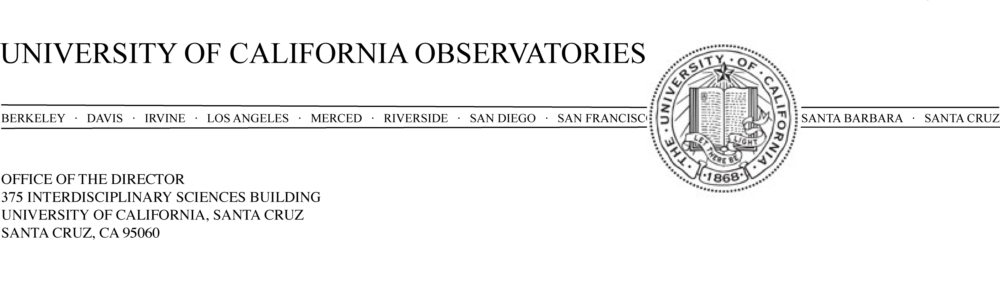 UNIVERSITY OF CALIFORNIA OBSERVATORIES
THE · UNIVERSITY · OF · CALIFORNIA ·
BERKELEY · DAVIS · IRVINE · LOS ANGELES · MERCED · RIVERSIDE · SAN DIEGO · SAN FRANCISCO SANTA BARBARA · SANTA CRUZ
LET THERE BE LIGHT
·1868·
OFFICE OF THE DIRECTOR
375 INTERDISCIPLINARY SCIENCES BUILDING
UNIVERSITY OF CALIFORNIA, SANTA CRUZ
SANTA CRUZ, CA 95060